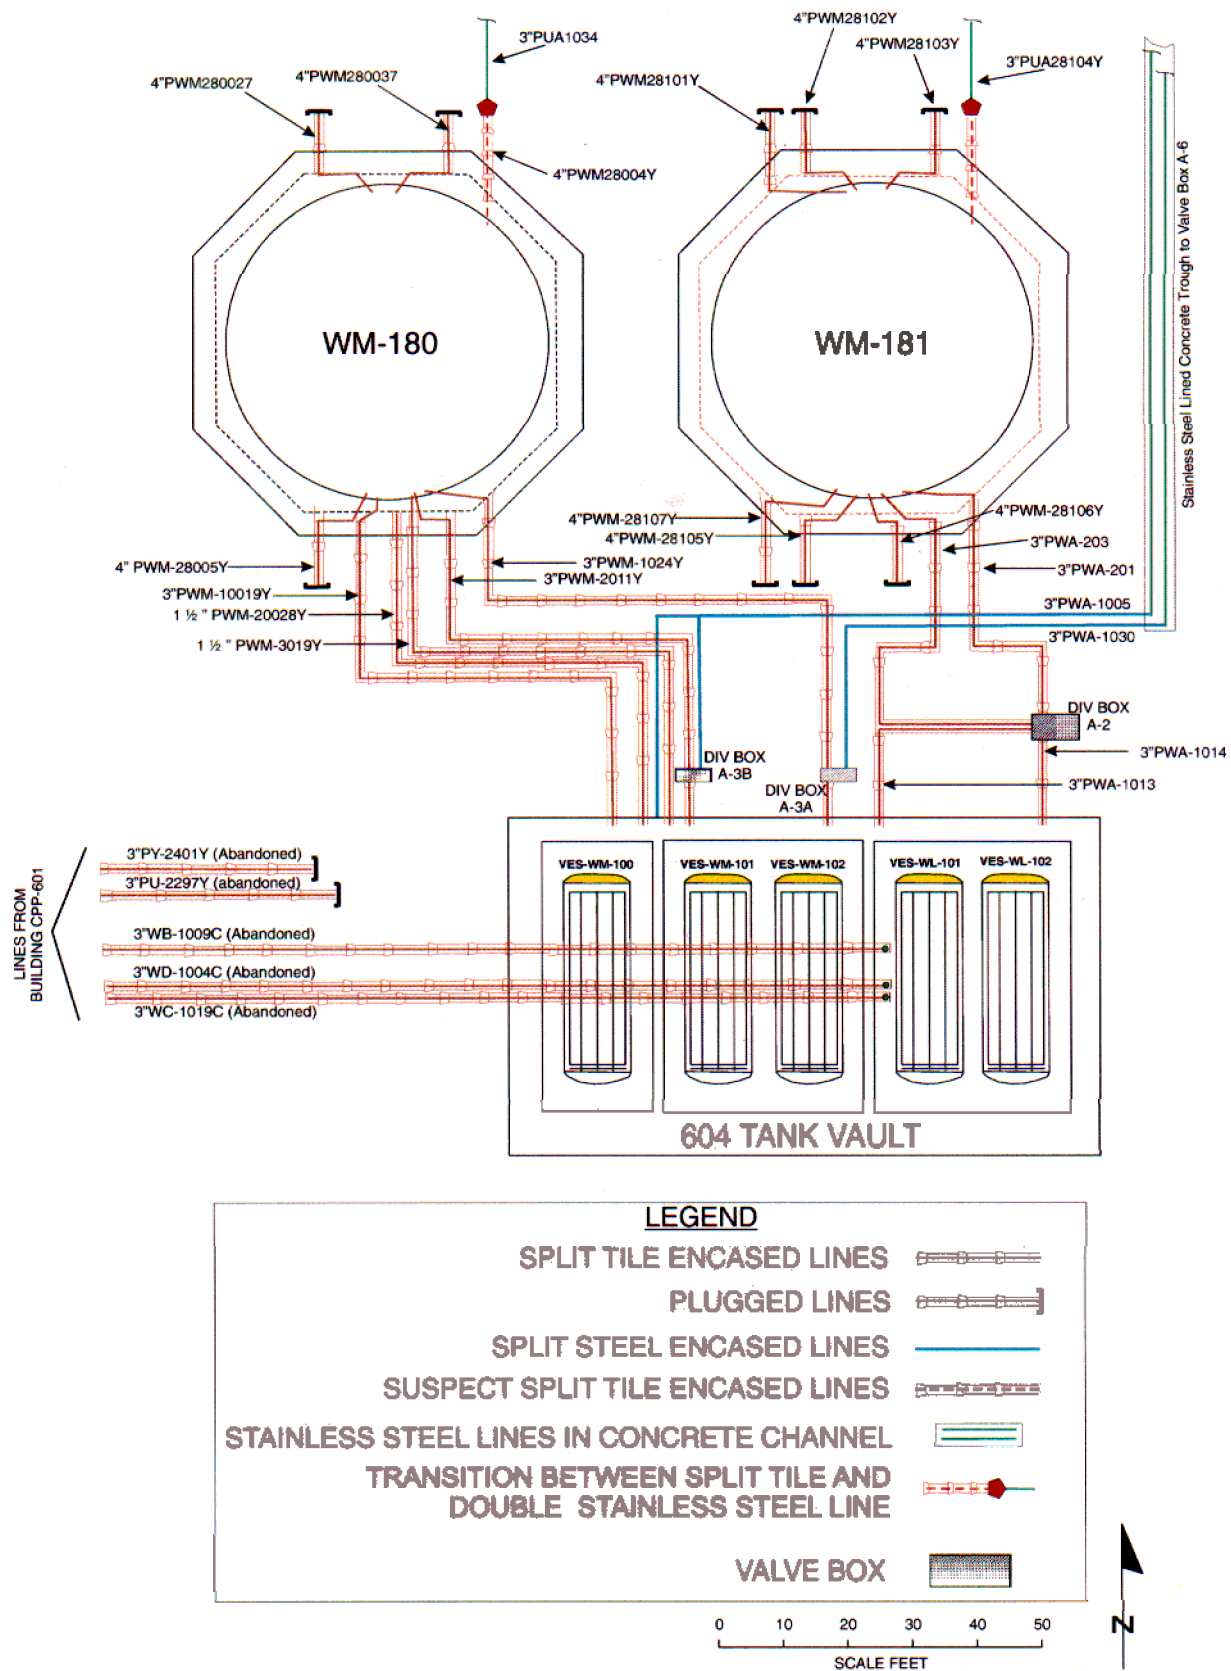 4"PWM28102Y
3"PUA1034
4"PWM28103Y
4"PWM280037
4"PWM280027
4"PWM28101Y
3"PUA28104Y
4"PWM28004Y
Stainless Steel Lined Concrete Trough to Valve Box A-6
WM-180
WM-181
4"PWM-28107Y
4"PWM-28106Y
4"PWM-28105Y
3"PWA-203
4" PWM-28005Y
3"PWM-1024Y
3"PWA-201
3"PWM-2011Y
3"PWM-10019Y
3"PWA-1005
1 ½ " PWM-20028Y
3"PWA-1030
1 ½ " PWM-3019Y
DIV BOX
A-2
3"PWA-1014
DIV BOX
A-3B
DIV BOX
A-3A
3"PWA-1013
LINES FROM
BUILDING CPP-601
3"PY-2401Y (Abandoned)
3"PU-2297Y (abandoned)
3"WB-1009C (Abandoned)
3"WD-1004C (Abandoned)
3"WC-1019C (Abandoned)
VES-WM-100
VES-WM-101
VES-WM-102
VES-WL-101
VES-WL-102
604 TANK VAULT
LEGEND
SPLIT TILE ENCASED LINES
PLUGGED LINES
SPLIT STEEL ENCASED LINES
SUSPECT SPLIT TILE ENCASED LINES
STAINLESS STEEL LINES IN CONCRETE CHANNEL
TRANSITION BETWEEN SPLIT TILE AND
DOUBLE STAINLESS STEEL LINE
VALVE BOX
0 10 20 30 40 50
SCALE FEET
N